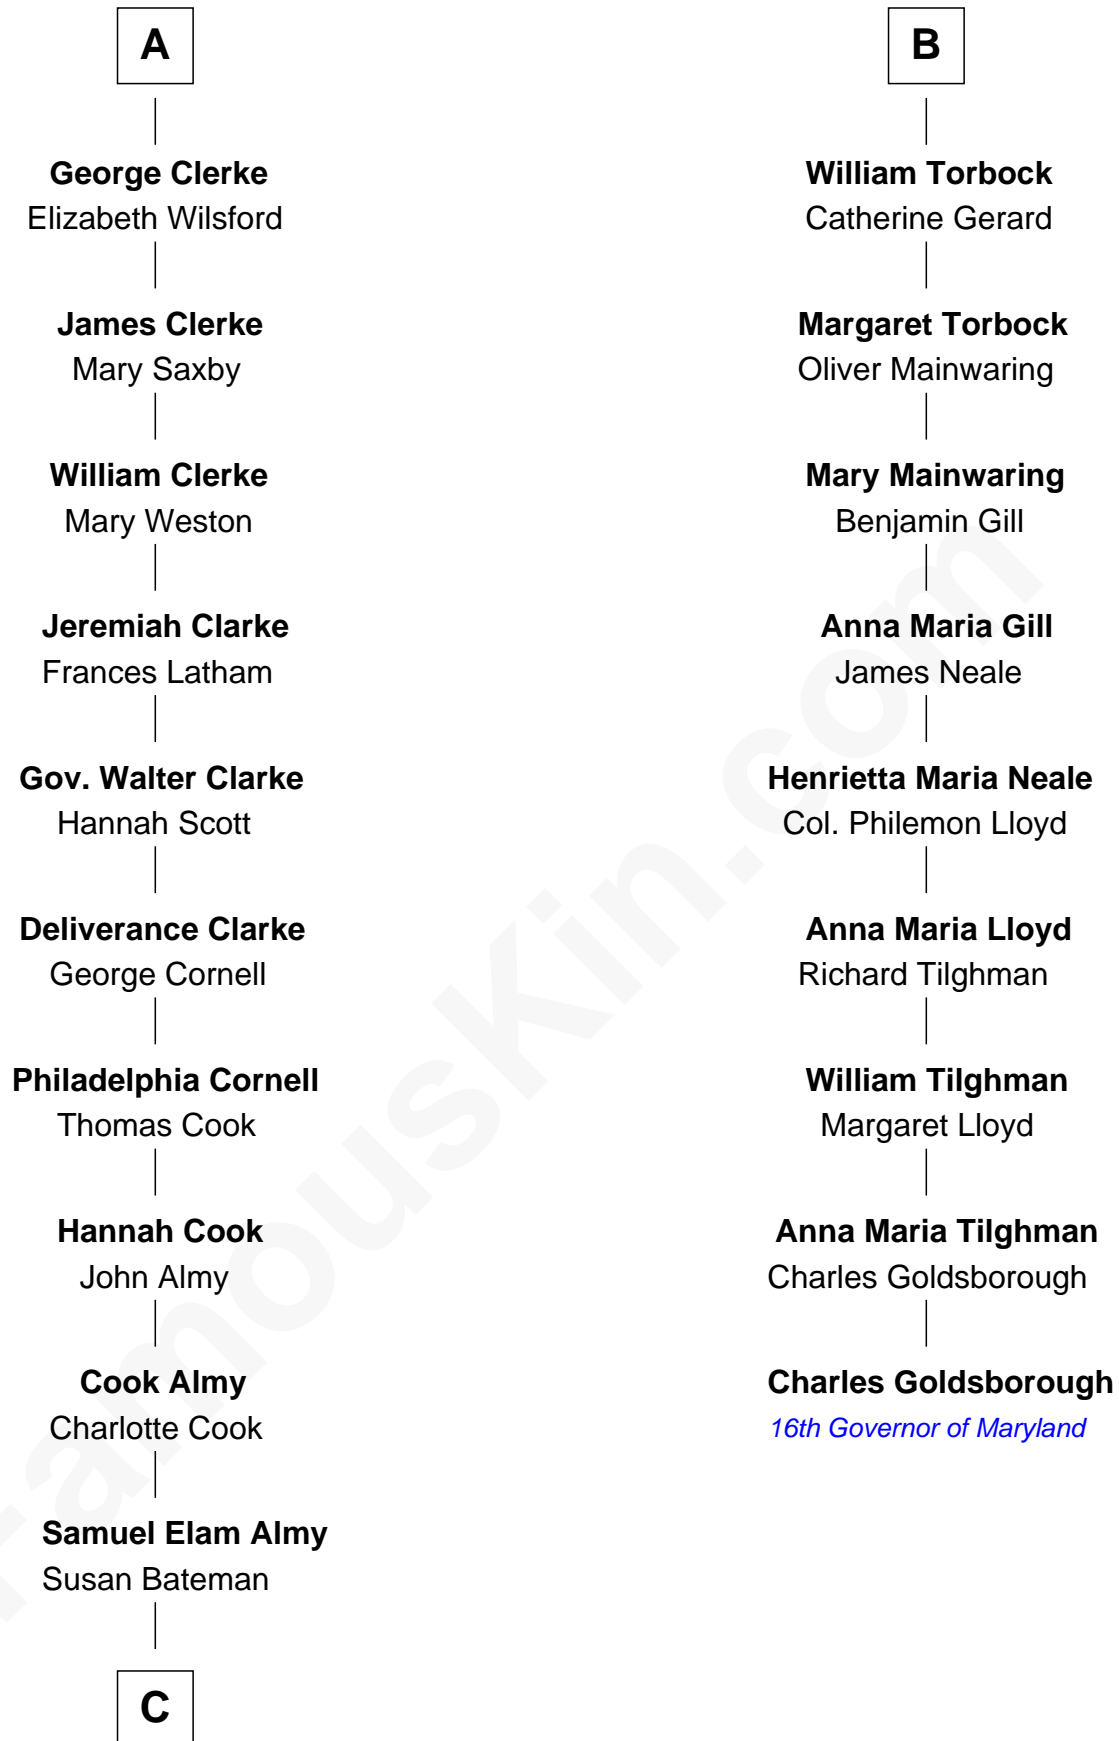 A
George Clerke
Elizabeth Wilsford
James Clerke
Mary Saxby
William Clerke
Mary Weston
Jeremiah Clarke
Frances Latham
Gov. Walter Clarke
Hannah Scott
Deliverance Clarke
George Cornell
Philadelphia Cornell
Thomas Cook
Hannah Cook
John Almy
Cook Almy
Charlotte Cook
Samuel Elam Almy
Susan Bateman
C
B
William Torbock
Catherine Gerard
Margaret Torbock
Oliver Mainwaring
Mary Mainwaring
Benjamin Gill
Anna Maria Gill
James Neale
Henrietta Maria Neale
Col. Philemon Lloyd
Anna Maria Lloyd
Richard Tilghman
William Tilghman
Margaret Lloyd
Anna Maria Tilghman
Charles Goldsborough
Charles Goldsborough
16th Governor of Maryland
FamousKin.com